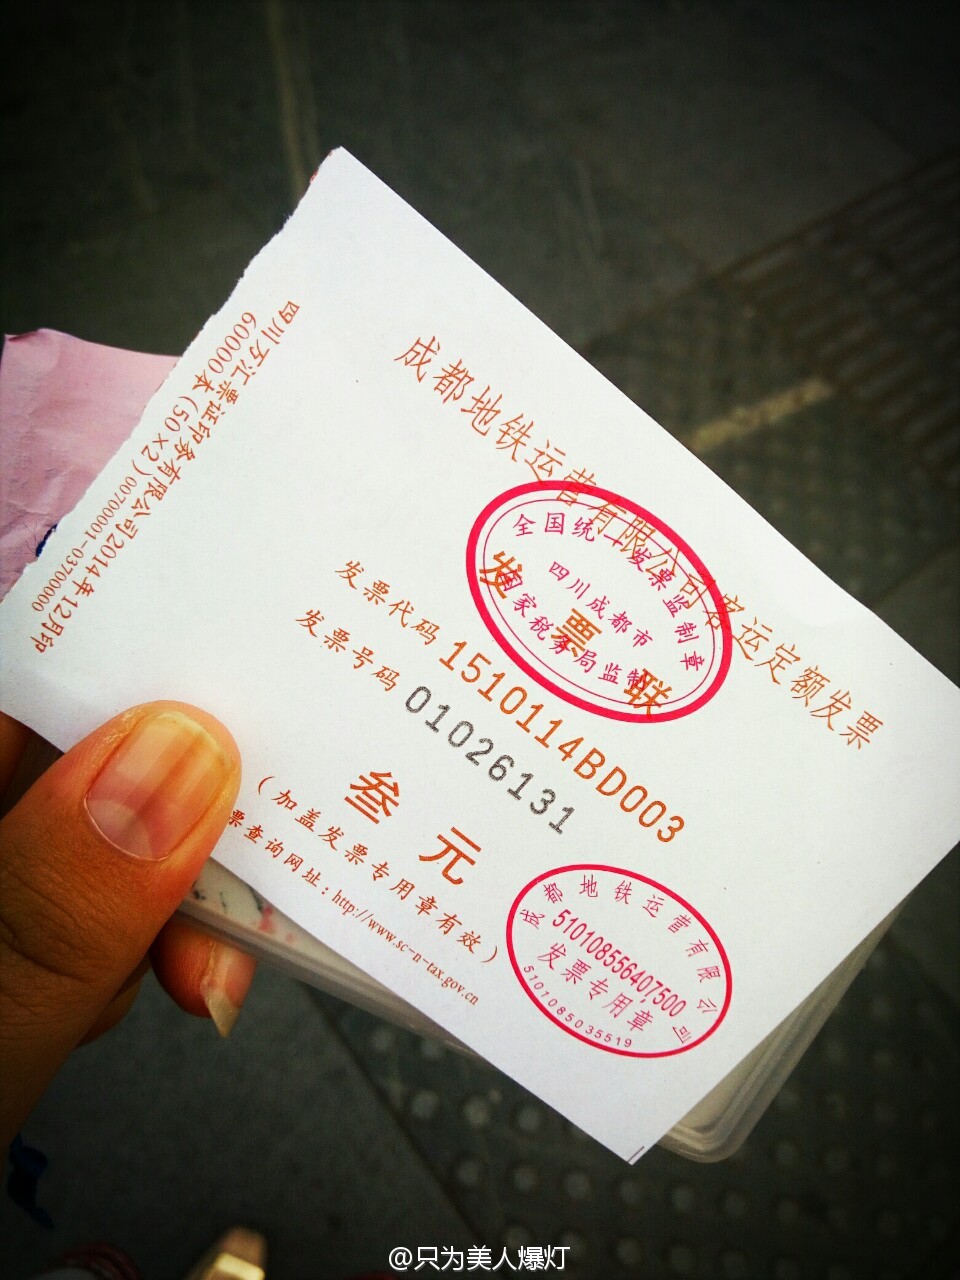 成都地铁运营有限公司客运定额发票
全国统一发票监制章
四川成都市
国家税务局监制
发票联
发票代码 1510114BD003
发票号码 01026131
叁元
(加盖发票专用章有效)
票查询网址:http://www.sc-n-tax.gov.cn
成都地铁运营有限公司
510108556407500
发票专用章
5101085035519
四川万汇票证印务有限公司2014年12月印
60000本(50×2)00700001-03700000
@只为美人爆灯